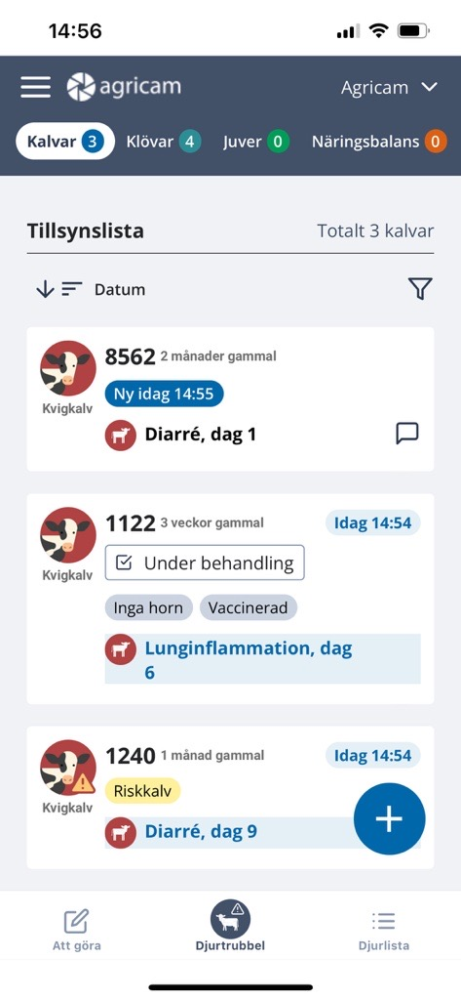 14:56
agricam
Agricam
Kalvar 3 Klövar 4 Juver 0 Näringsbalans 0
Tillsynslista Totalt 3 kalvar
Datum
8562 2 månader gammal
Ny idag 14:55
Kvigkalv
Diarré, dag 1
1122 3 veckor gammal Idag 14:54
Under behandling
Kvigkalv
Inga horn Vaccinerad
Lunginflammation, dag
6
1240 1 månad gammal Idag 14:54
Riskkalv
Kvigkalv
Diarré, dag 9
Att göra Djurtrubbel Djurlista